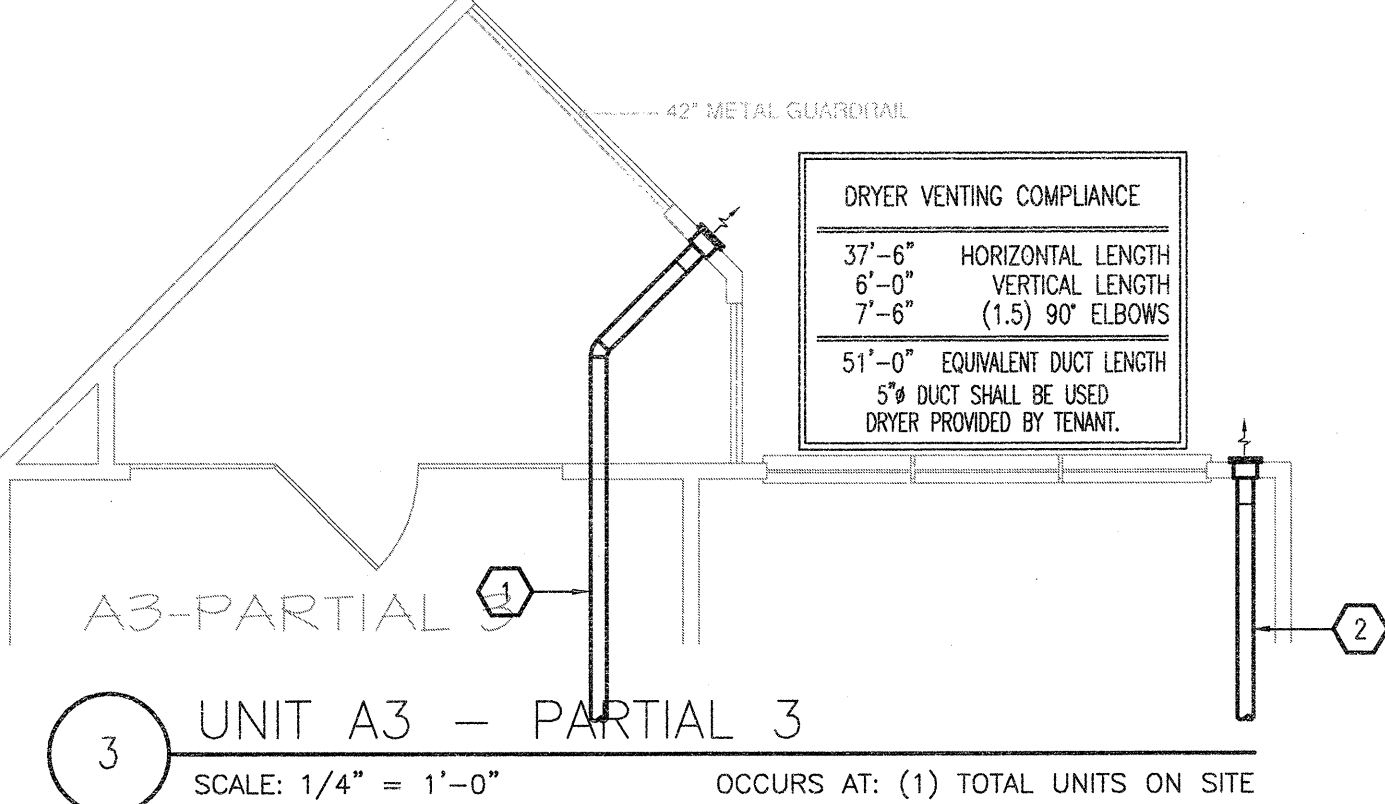 42" METAL GUARDRAIL
DRYER VENTING COMPLIANCE
37'-6" HORIZONTAL LENGTH
6'-0" VERTICAL LENGTH
7'-6" (1.5) 90° ELBOWS
51'-0" EQUIVALENT DUCT LENGTH
5"ø DUCT SHALL BE USED
DRYER PROVIDED BY TENANT.
1
A3-PARTIAL 3
2
3
UNIT A3 - PARTIAL 3
SCALE: 1/4" = 1'-0" OCCURS AT: (1) TOTAL UNITS ON SITE